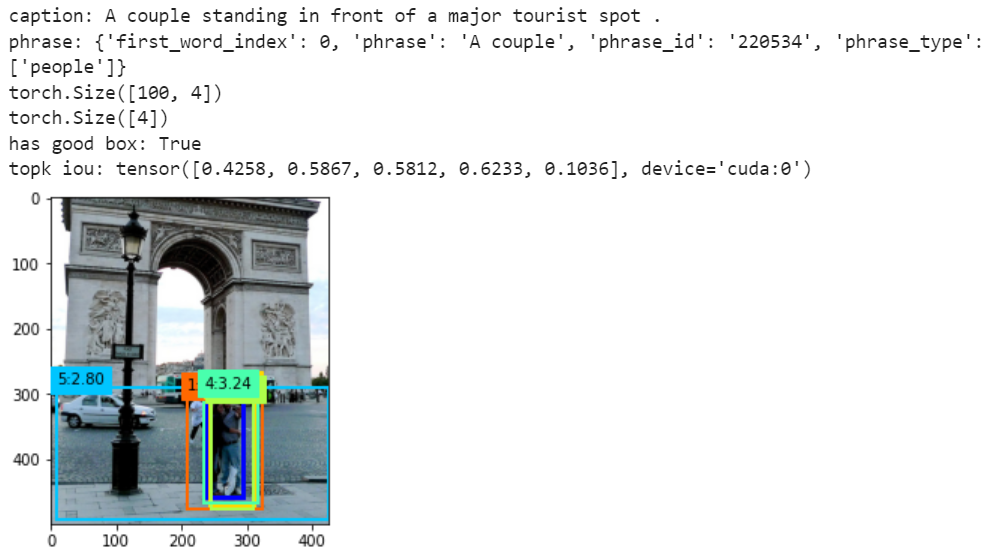 caption: A couple standing in front of a major tourist spot .
phrase: {'first_word_index': 0, 'phrase': 'A couple', 'phrase_id': '220534', 'phrase_type':
['people']}
torch.Size([100, 4])
torch.Size([4])
has good box: True
topk iou: tensor([0.4258, 0.5867, 0.5812, 0.6233, 0.1036], device='cuda:0')
0
100
200
300
400
5:2.80
1:
4:3.24
0 100 200 300 400